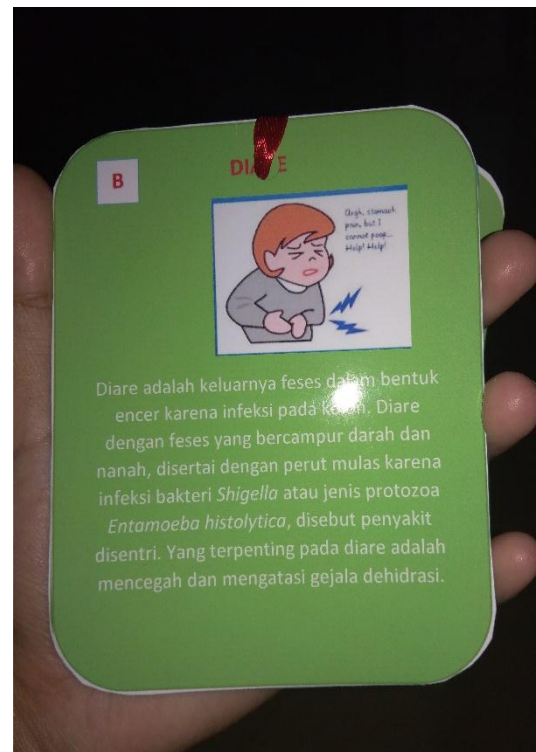 B
Argh, stomach
pain, but I
cannot poop...
Help! Help!
Diare adalah keluarnya feses dalam bentuk
encer karena infeksi pada Diare
dengan feses yang bercampur darah dan
nanah, disertai dengan perut mulas karena
infeksi bakteri Shigella atau jenis protozoa
Entamoeba histolytica, disebut penyakit
disentri. Yang terpenting pada diare adalah
mencegah dan mengatasi gejala dehidrasi.